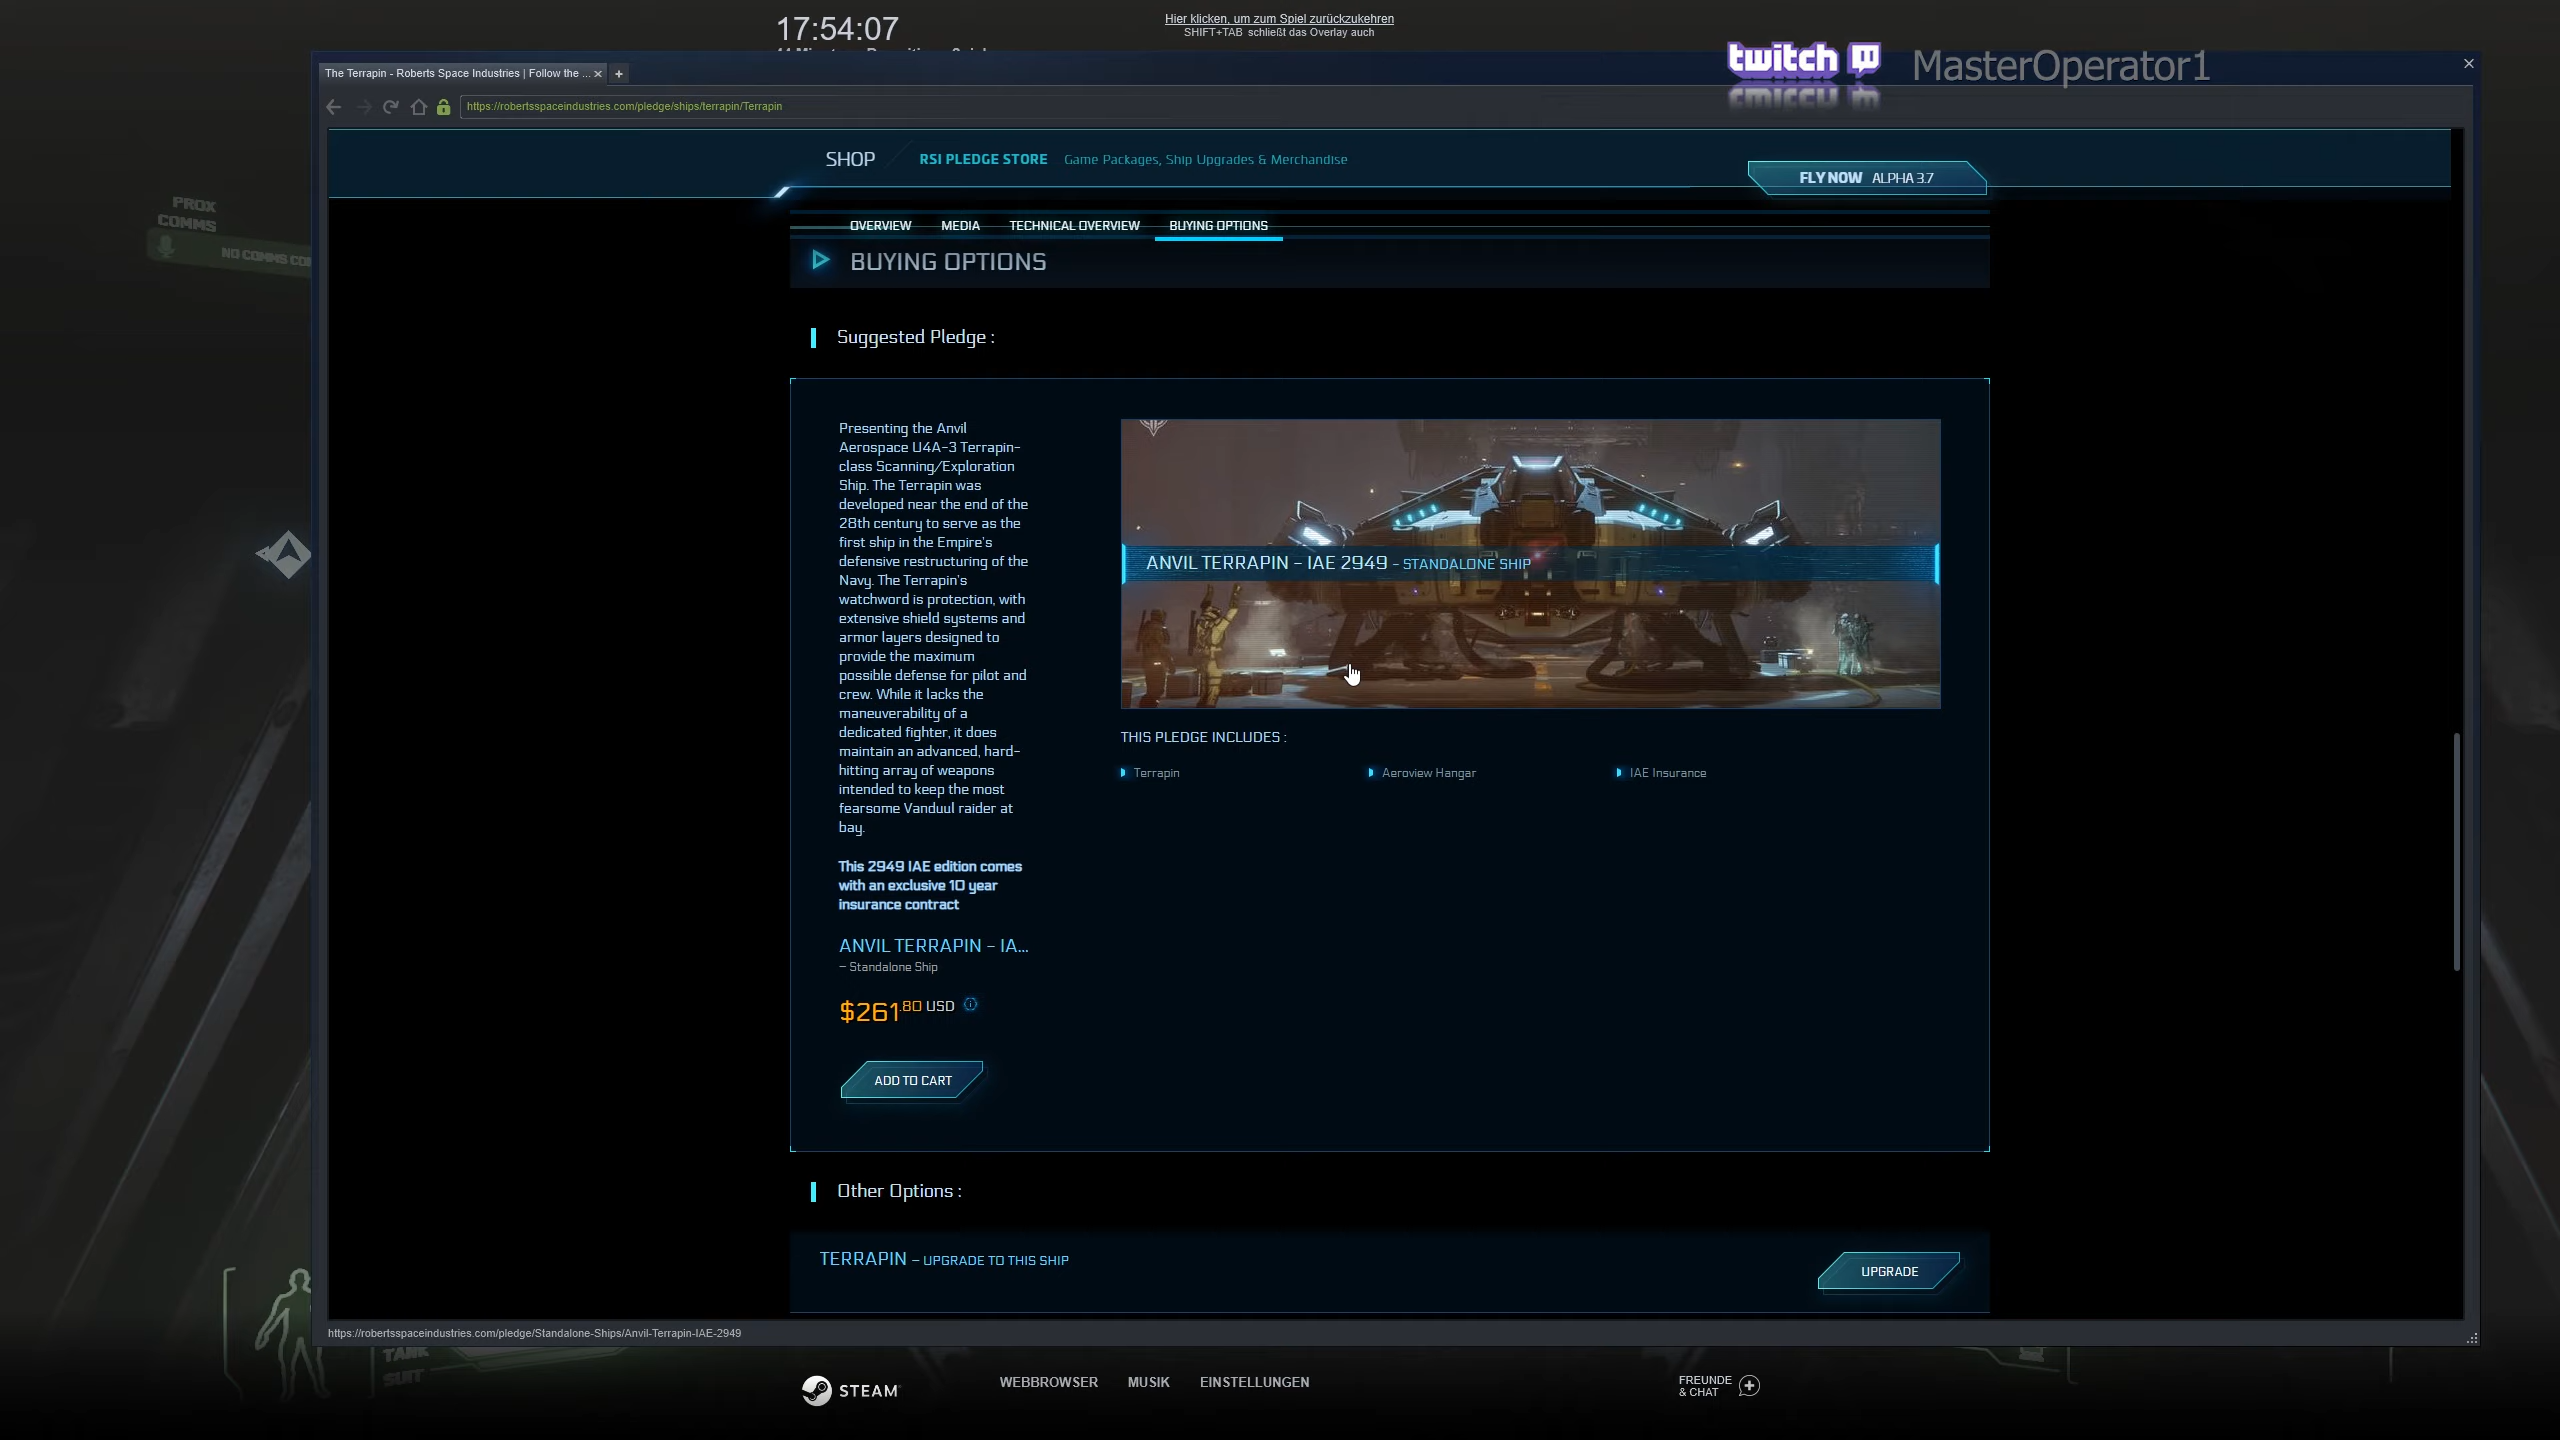 17:54:07
Hier klicken, um zum Spiel zurückzukehren
SHIFT+TAB schließt das Overlay auch
twitch MasterOperator1
The Terrapin - Roberts Space Industries | Follow the ...
https://robertsspaceindustries.com/pledge/ships/terrapin/Terrapin
SHOP RSI PLEDGE STORE Game Packages, Ship Upgrades & Merchandise
FLY NOW ALPHA 3.7
PROX
COMMS
NO COMMS
OVERVIEW MEDIA TECHNICAL OVERVIEW BUYING OPTIONS
BUYING OPTIONS
Suggested Pledge :
Presenting the Anvil
Aerospace U4A-3 Terrapin-
class Scanning/Exploration
Ship. The Terrapin was
developed near the end of the
28th century to serve as the
first ship in the Empire's
defensive restructuring of the
Navy. The Terrapin's
watchword is protection, with
extensive shield systems and
armor layers designed to
provide the maximum
possible defense for pilot and
crew. While it lacks the
maneuverability of a
dedicated fighter, it does
maintain an advanced, hard-
hitting array of weapons
intended to keep the most
fearsome Vanduul raider at
bay.
This 2949 IAE edition comes
with an exclusive 10 year
insurance contract
ANVIL TERRAPIN - IA...
– Standalone Ship
$261.80 USD
ADD TO CART
ANVIL TERRAPIN - IAE 2949 - STANDALONE SHIP
THIS PLEDGE INCLUDES :
Terrapin Aeroview Hangar IAE Insurance
Other Options :
TERRAPIN – UPGRADE TO THIS SHIP
UPGRADE
https://robertsspaceindustries.com/pledge/Standalone-Ships/Anvil-Terrapin-IAE-2949
TANK
SUIT
STEAM
WEBBROWSER MUSIK EINSTELLUNGEN
FREUNDE
& CHAT